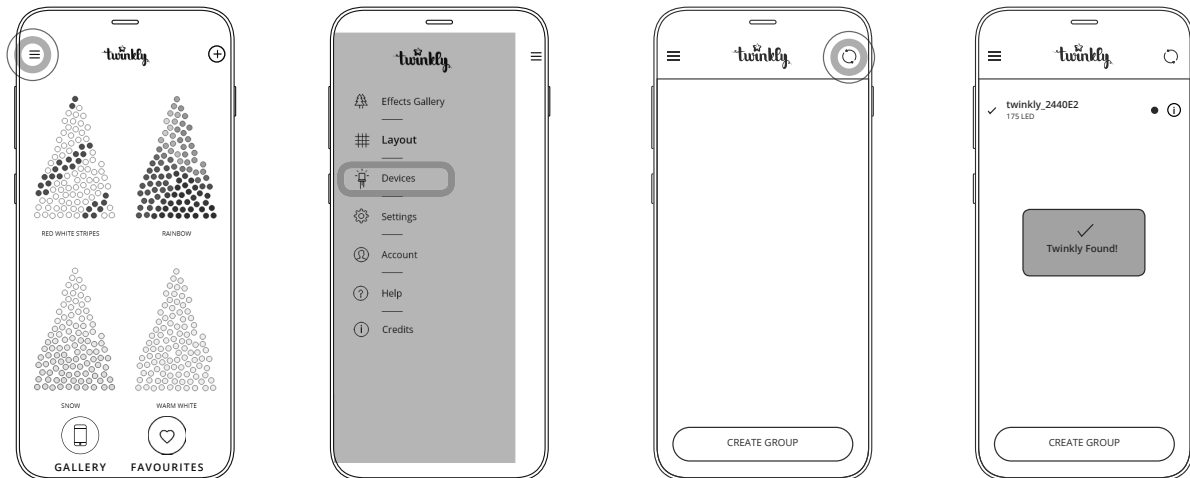 twinkly
RED WHITE STRIPES
RAINBOW
SNOW
WARM WHITE
GALLERY
FAVOURITES
twinkly
Effects Gallery
Layout
Devices
Settings
Account
Help
Credits
twinkly
CREATE GROUP
twinkly
twinkly_2440E2
175 LED
Twinkly Found!
CREATE GROUP